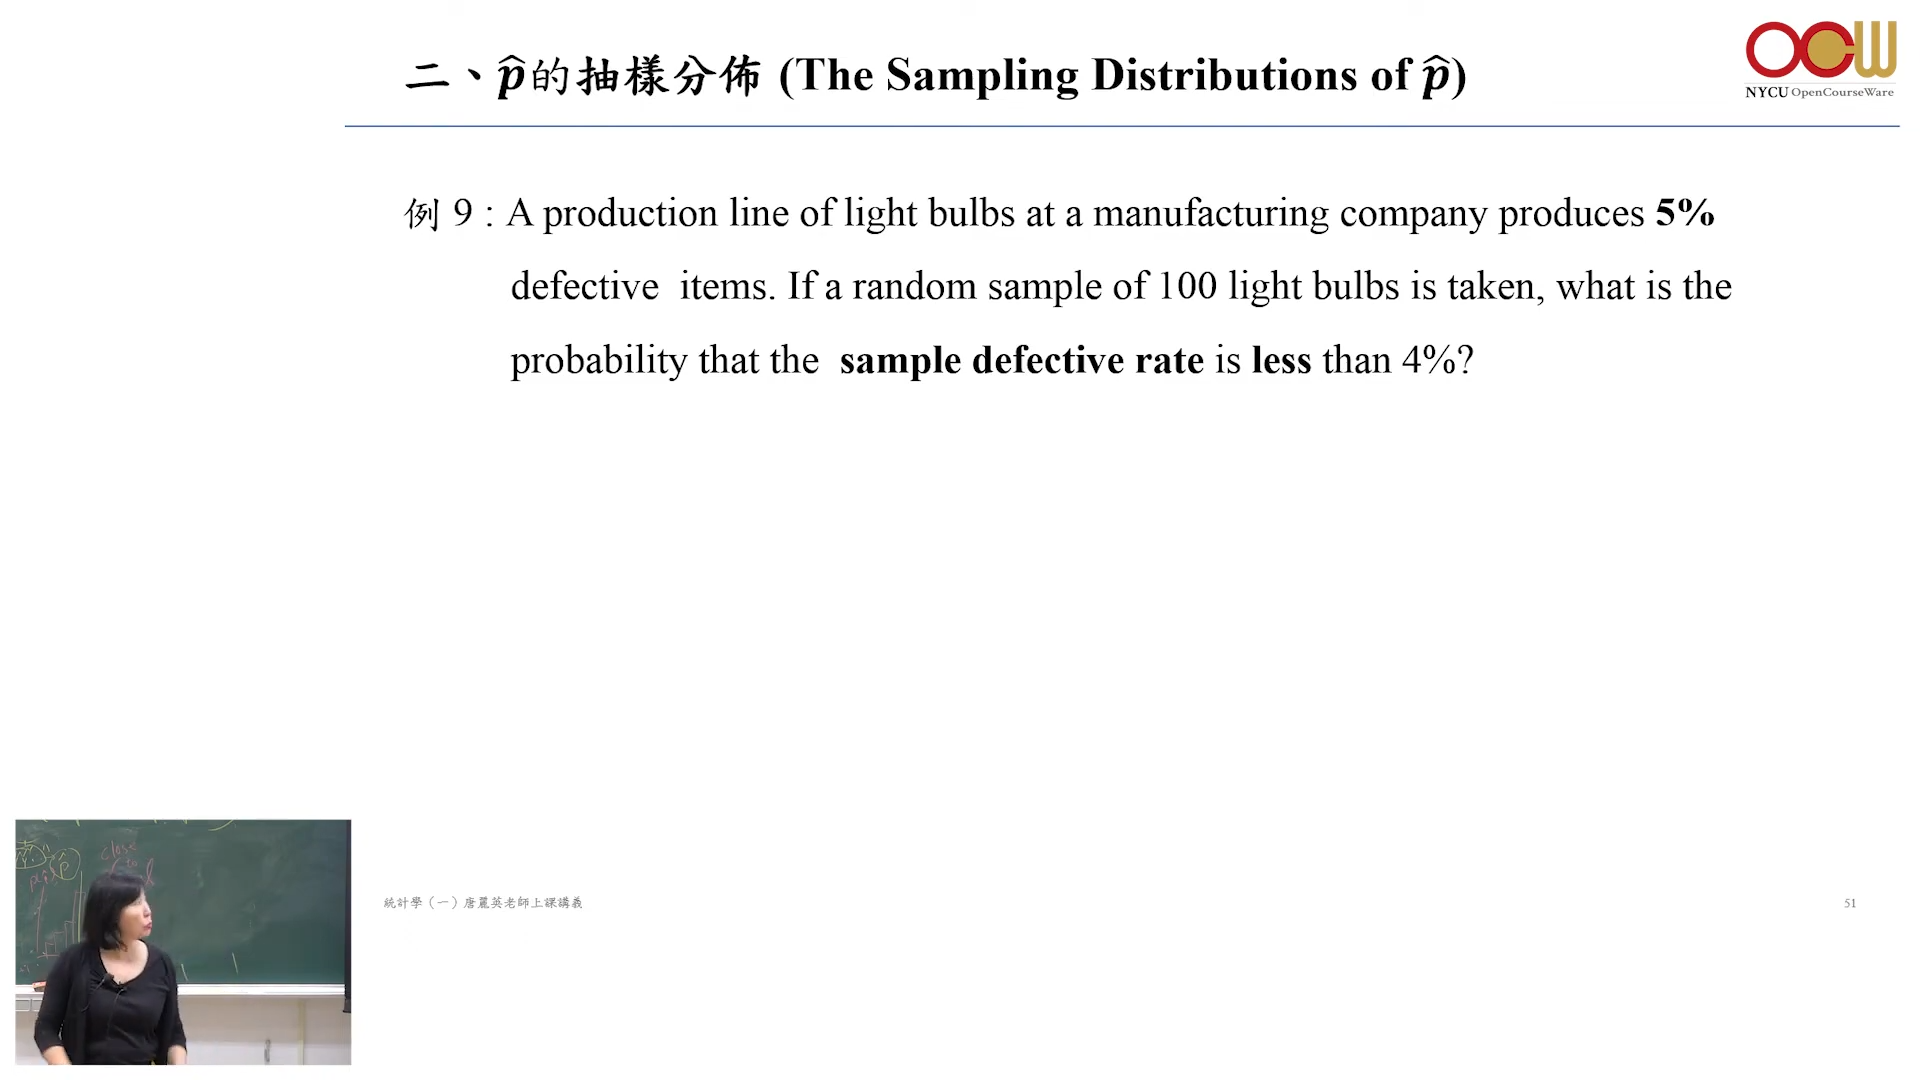 二、p̂的抽樣分佈 (The Sampling Distributions of p̂)
OCW
NYCU OpenCourseWare
例 9 : A production line of light bulbs at a manufacturing company produces 5%
defective items. If a random sample of 100 light bulbs is taken, what is the
probability that the sample defective rate is less than 4%?
close
to
p̂
統計學（一）唐麗英老師上課講義
51